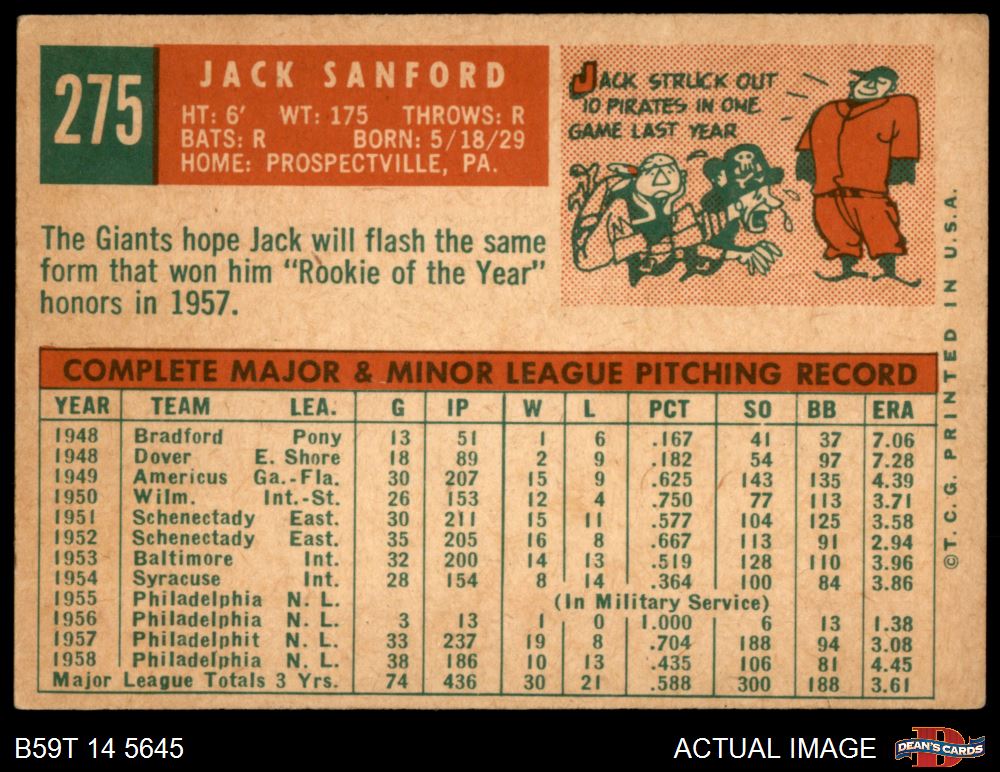 275
JACK SANFORD
HT: 6' WT: 175 THROWS: R
BATS: R BORN: 5/18/29
HOME: PROSPECTVILLE, PA.
JACK STRUCK OUT
10 PIRATES IN ONE
GAME LAST YEAR
The Giants hope Jack will flash the same
form that won him "Rookie of the Year"
honors in 1957.
COMPLETE MAJOR & MINOR LEAGUE PITCHING RECORD
YEAR TEAM LEA. G IP W L PCT SO BB ERA
1948 Bradford Pony 13 51 1 6 .167 41 37 7.06
1948 Dover E. Shore 18 89 2 9 .182 54 97 7.28
1949 Americus Ga.-Fla. 30 207 15 9 .625 143 135 4.39
1950 Wilm. Int.-St. 26 153 12 4 .750 77 113 3.71
1951 Schenectady East. 30 211 15 11 .577 104 125 3.58
1952 Schenectady East. 35 205 16 8 .667 113 91 2.94
1953 Baltimore Int. 32 200 14 13 .519 128 110 3.96
1954 Syracuse Int. 28 154 8 14 .364 100 84 3.86
1955 Philadelphia N. L. (In Military Service)
1956 Philadelphia N. L. 3 13 1 0 1.000 6 13 1.38
1957 Philadelphit N. L. 33 237 19 8 .704 188 94 3.08
1958 Philadelphia N. L. 38 186 10 13 .435 106 81 4.45
Major League Totals 3 Yrs. 74 436 30 21 .588 300 188 3.61
©T. C. G. PRINTED IN U.S.A.
B59T 14 5645
ACTUAL IMAGE
DEAN'S CARDS